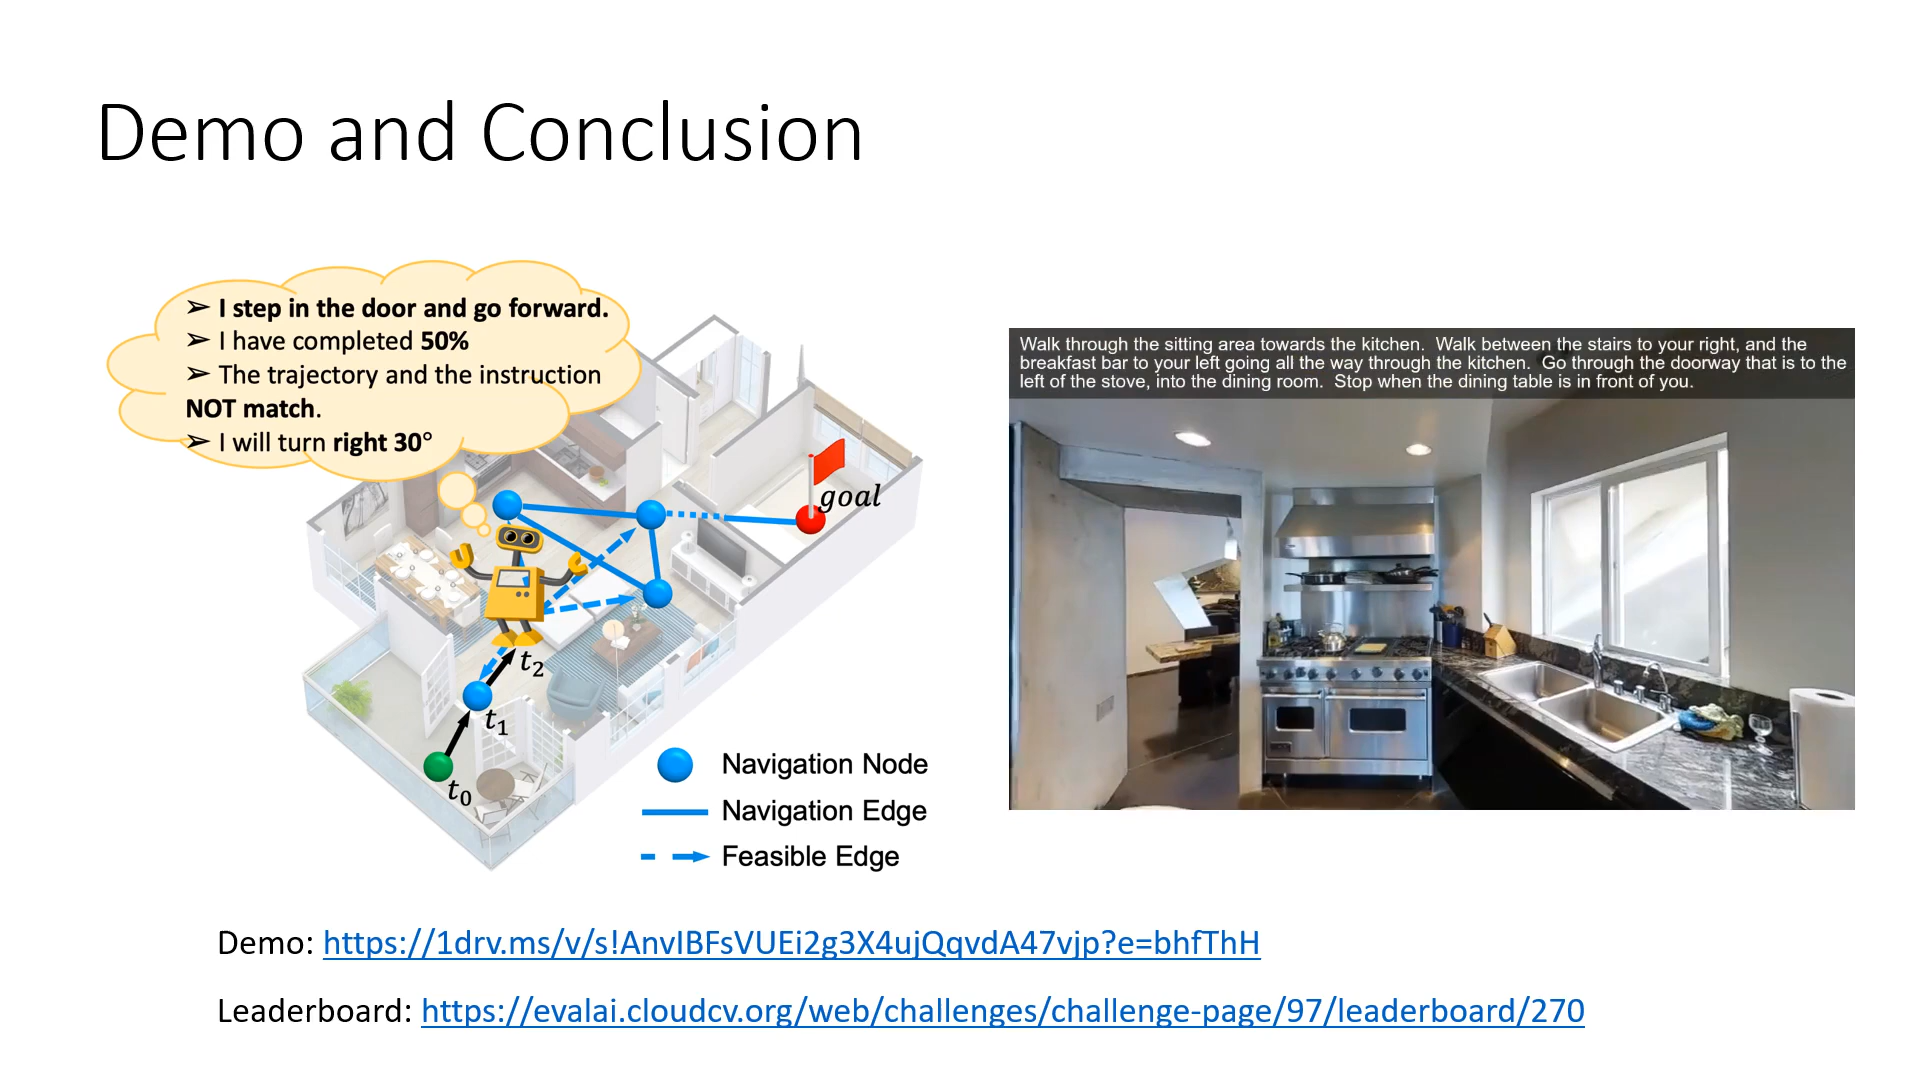 Demo and Conclusion
➢ I step in the door and go forward.
➢ I have completed 50%
➢ The trajectory and the instruction
NOT match.
➢ I will turn right 30°
goal
t₂
t₁
t₀
Navigation Node
Navigation Edge
Feasible Edge
Walk through the sitting area towards the kitchen.  Walk between the stairs to your right, and the
breakfast bar to your left going all the way through the kitchen.  Go through the doorway that is to the
left of the stove, into the dining room.  Stop when the dining table is in front of you.
Demo: https://1drv.ms/v/s!AnvIBFsVUEi2g3X4ujQqvdA47vjp?e=bhfThH
Leaderboard: https://evalai.cloudcv.org/web/challenges/challenge-page/97/leaderboard/270